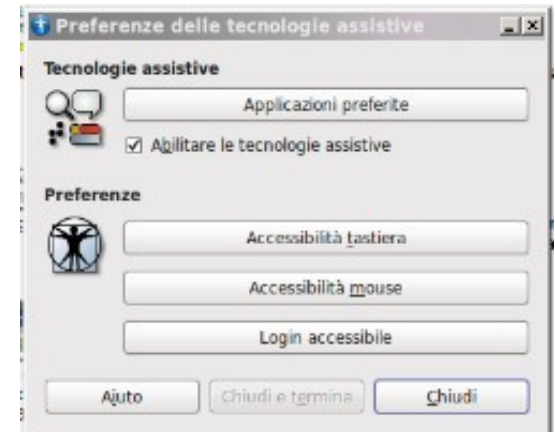 Preferenze delle tecnologie assistive
Tecnologie assistive
Applicazioni preferite
Abilitare le tecnologie assistive
Preferenze
Accessibilità tastiera
Accessibilità mouse
Login accessibile
Aiuto
Chiudi e termina
Chiudi